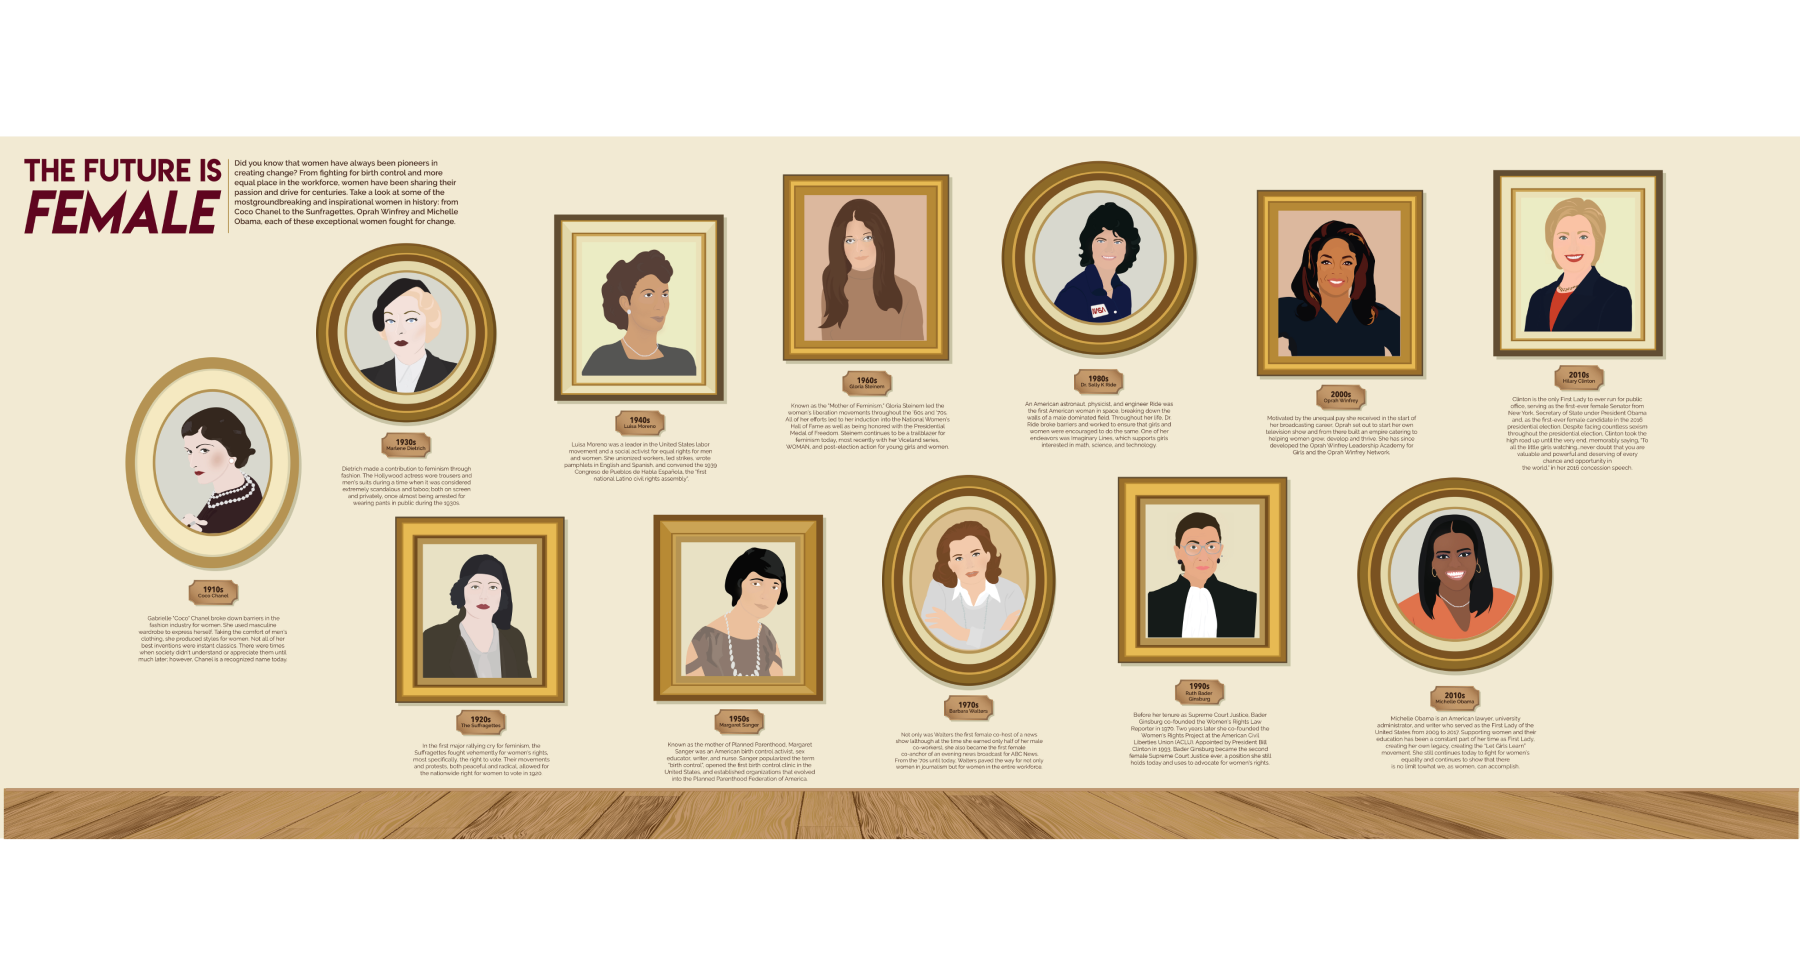 THE FUTURE IS
FEMALE
Did you know that women have always been pioneers in
creating change? From fighting for birth control and more
equal place in the workforce, women have been sharing their
passion and drive for centuries. Take a look at some of the
mostgroundbreaking and inspirational women in history: from
Coco Chanel to the Sunfragettes, Oprah Winfrey and Michelle
Obama, each of these exceptional women fought for change.
1910s
Coco Chanel
Gabrielle "Coco" Chanel broke down barriers in the
fashion industry for women. She used masculine
wardrobe to express herself. Taking the comfort of men's
clothing, she produced styles for women. Not all of her
best inventions were instant classics. There were times
when society didn't understand or appreciate them until
much later; however, Chanel is a recognized name today.
1930s
Marlene Dietrich
Dietrich made a contribution to feminism through
fashion. The Hollywood actress wore trousers and
men's suits during a time when it was considered
extremely scandalous and taboo; both on screen
and privately, once almost being arrested for
wearing pants in public during the 1930s.
1920s
The Suffragettes
In the first major rallying cry for feminism, the
Suffragettes fought vehemently for women's rights,
most specifically, the right to vote. Their movements
and protests, both peaceful and radical, allowed for
the nationwide right for women to vote in 1920
1940s
Luisa Moreno
Luisa Moreno was a leader in the United States labor
movement and a social activist for equal rights for men
and women. She unionized workers, led strikes, wrote
pamphlets in English and Spanish, and convened the 1939
Congreso de Pueblos de Habla Española, the "first
national Latino civil rights assembly".
1950s
Margaret Sanger
Known as the mother of Planned Parenthood, Margaret
Sanger was an American birth control activist, sex
educator, writer, and nurse. Sanger popularized the term
"birth control", opened the first birth control clinic in the
United States, and established organizations that evolved
into the Planned Parenthood Federation of America.
1960s
Gloria Steinem
Known as the "Mother of Feminism," Gloria Steinem led the
women's liberation movements throughout the '60s and '70s.
All of her efforts led to her induction into the National Women's
Hall of Fame as well as being honored with the Presidential
Medal of Freedom. Steinem continues to be a trailblazer for
feminism today, most recently with her Viceland series,
WOMAN, and post-election action for young girls and women.
1970s
Barbara Walters
Not only was Walters the first female co-host of a news
show (although at the time she earned only half of her male
co-workers), she also became the first female
co-anchor of an evening news broadcast for ABC News.
From the '70s until today, Walters paved the way for not only
women in journalism but for women in the entire workforce.
1980s
Dr. Sally K Ride
NASA
An American astronaut, physicist, and engineer Ride was
the first American woman in space, breaking down the
walls of a male dominated field. Throughout her life, Dr.
Ride broke barriers and worked to ensure that girls and
women were encouraged to do the same. One of her
endeavors was Imaginary Lines, which supports girls
interested in math, science, and technology.
1990s
Ruth Bader
Ginsburg
Before her tenure as Supreme Court Justice, Bader
Ginsburg co-founded the Women's Rights Law
Reporter in 1970. Two years later she co-founded the
Women's Rights Project at the American Civil
Liberties Union (ACLU). Appointed by President Bill
Clinton in 1993, Bader Ginsburg became the second
female Supreme Court Justice ever, a position she still
holds today and uses to advocate for women's rights.
2000s
Oprah Winfrey
Motivated by the unequal pay she received in the start of
her broadcasting career, Oprah set out to start her own
television show and from there built an empire catering to
helping women grow, develop and thrive. She has since
developed the Oprah Winfrey Leadership Academy for
Girls and the Oprah Winfrey Network.
2010s
Hilary Clinton
Clinton is the only First Lady to ever run for public
office, serving as the first-ever female Senator from
New York, Secretary of State under President Obama
and, as the first-ever female candidate in the 2016
presidential election. Despite facing countless sexism
throughout the presidential election, Clinton took the
high road up until the very end, memorably saying, "To
all the little girls watching, never doubt that you are
valuable and powerful and deserving of every
chance and opportunity in
the world," in her 2016 concession speech.
2010s
Michelle Obama
Michelle Obama is an American lawyer, university
administrator, and writer who served as the First Lady of the
United States from 2009 to 2017. Supporting women and their
education has been a constant part of her time as First Lady,
creating her own legacy, creating the "Let Girls Learn"
movement. She still continues today to fight for women's
equality and continues to show that there
is no limit towhat we, as women, can accomplish.